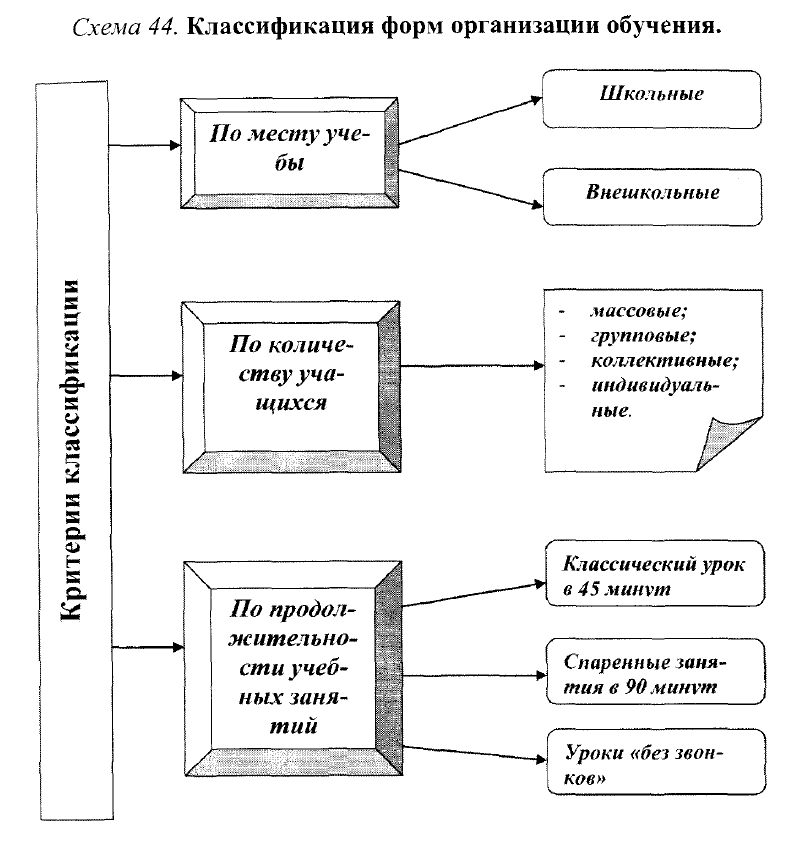 Схема 44. Классификация форм организации обучения.
Критерии классификации
По месту уче-
бы
Школьные
Внешкольные
По количе-
ству уча-
щихся
- массовые;
- групповые;
- коллективные;
- индивидуаль-
ные.
По продол-
жительно-
сти учеб-
ных заня-
тий
Классический урок
в 45 минут
Спаренные заня-
тия в 90 минут
Уроки «без звон-
ков»